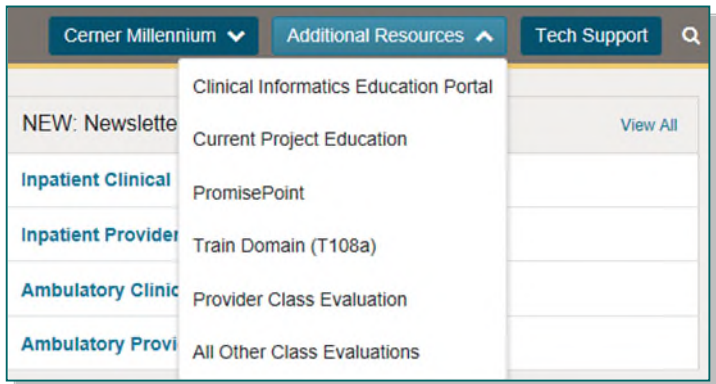 Cerner Millennium Additional Resources Tech Support
Clinical Informatics Education Portal
NEW: Newslette View All
Current Project Education
Inpatient Clinical
PromisePoint
Inpatient Provider
Train Domain (T108a)
Ambulatory Clinic
Provider Class Evaluation
Ambulatory Provi
All Other Class Evaluations